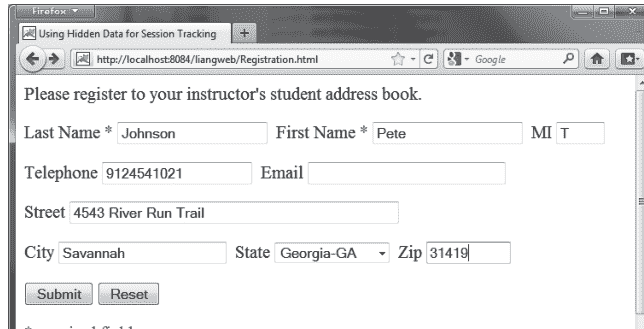 Firefox
Using Hidden Data for Session Tracking
http://localhost:8084/liangweb/Registration.html Google
Please register to your instructor's student address book.
Last Name * Johnson First Name * Pete MI T
Telephone 9124541021 Email
Street 4543 River Run Trail
City Savannah State Georgia-GA Zip 31419
Submit Reset